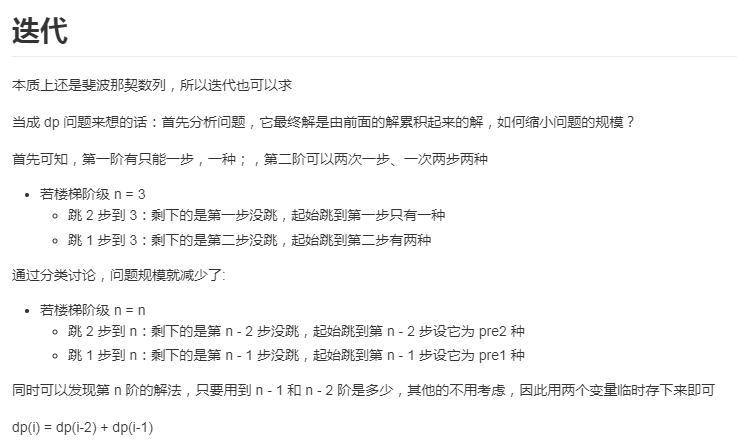 迭代
本质上还是斐波那契数列，所以迭代也可以求
当成 dp 问题来想的话：首先分析问题，它最终解是由前面的解累积起来的解，如何缩小问题的规模？
首先可知，第一阶有只能一步，一种；，第二阶可以两次一步、一次两步两种
若楼梯阶级 n = 3
跳 2 步到 3：剩下的是第一步没跳，起始跳到第一步只有一种
跳 1 步到 3：剩下的是第二步没跳，起始跳到第二步有两种
通过分类讨论，问题规模就减少了:
若楼梯阶级 n = n
跳 2 步到 n：剩下的是第 n - 2 步没跳，起始跳到第 n - 2 步设它为 pre2 种
跳 1 步到 n：剩下的是第 n - 1 步没跳，起始跳到第 n - 1 步设它为 pre1 种
同时可以发现第 n 阶的解法，只要用到 n - 1 和 n - 2 阶是多少，其他的不用考虑，因此用两个变量临时存下来即可
dp(i) = dp(i-2) + dp(i-1)